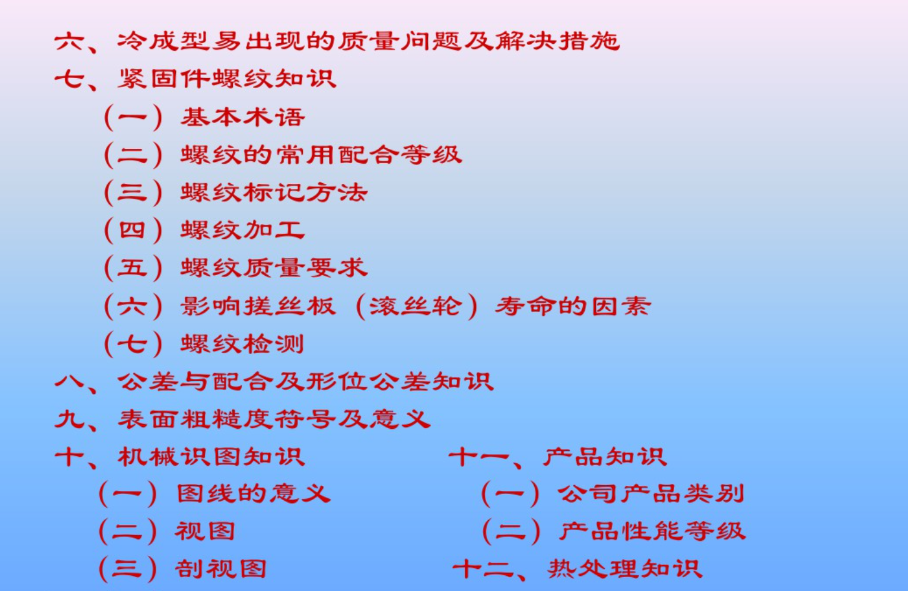 六、冷成型易出现的质量问题及解决措施
七、紧固件螺纹知识
（一）基本术语
（二）螺纹的常用配合等级
（三）螺纹标记方法
（四）螺纹加工
（五）螺纹质量要求
（六）影响搓丝板（滚丝轮）寿命的因素
（七）螺纹检测
八、公差与配合及形位公差知识
九、表面粗糙度符号及意义
十、机械识图知识
（一）图线的意义
（二）视图
（三）剖视图
十一、产品知识
（一）公司产品类别
（二）产品性能等级
十二、热处理知识